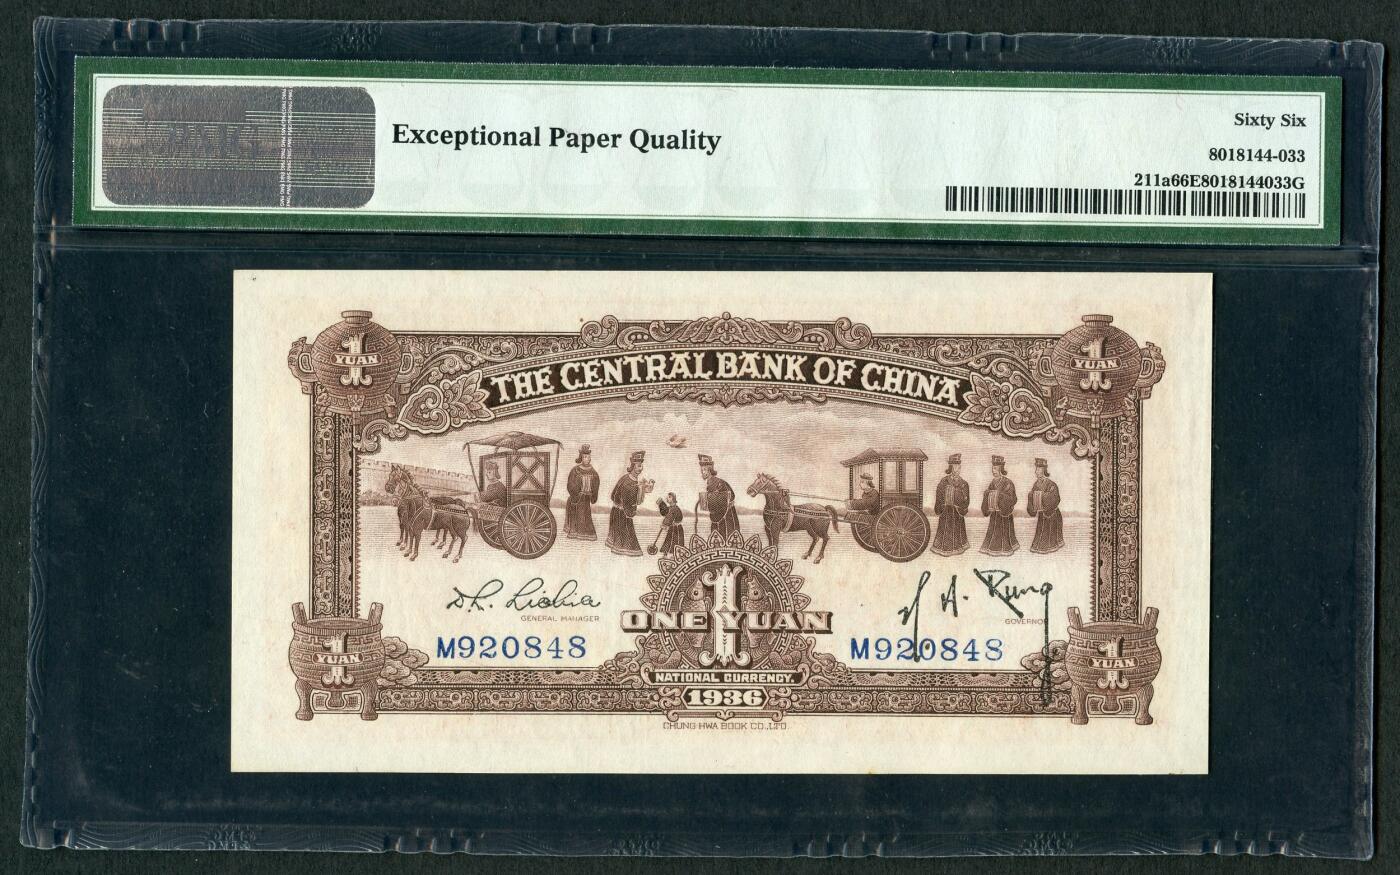 Exceptional Paper Quality
Sixty Six
8018144-033
211a66E8018144033G
THE CENTRAL BANK OF CHINA
1 YUAN
1 YUAN
GENERAL MANAGER
GOVERNOR
M920848
1
ONE YUAN
M920848
1 YUAN
1 YUAN
NATIONAL CURRENCY.
1936
CHUNG HWA BOOK CO., LTD.